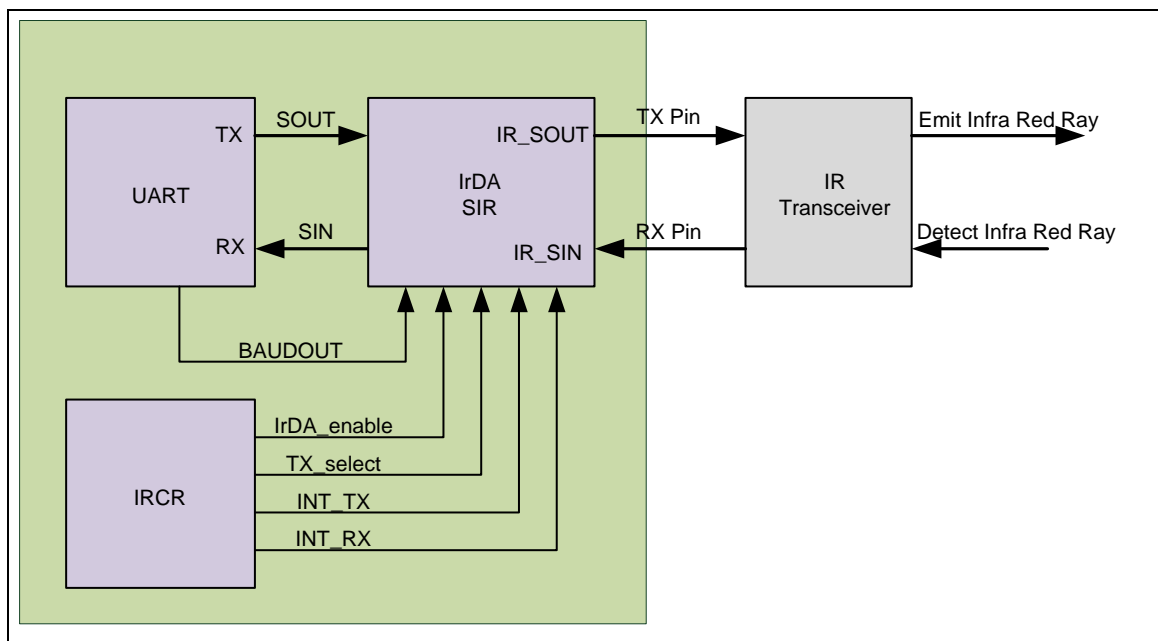 TX
SOUT
IR_SOUT
TX Pin
Emit Infra Red Ray
UART
IrDA
SIR
IR
Transceiver
RX
SIN
IR_SIN
RX Pin
Detect Infra Red Ray
BAUDOUT
IRCR
IrDA_enable
TX_select
INT_TX
INT_RX